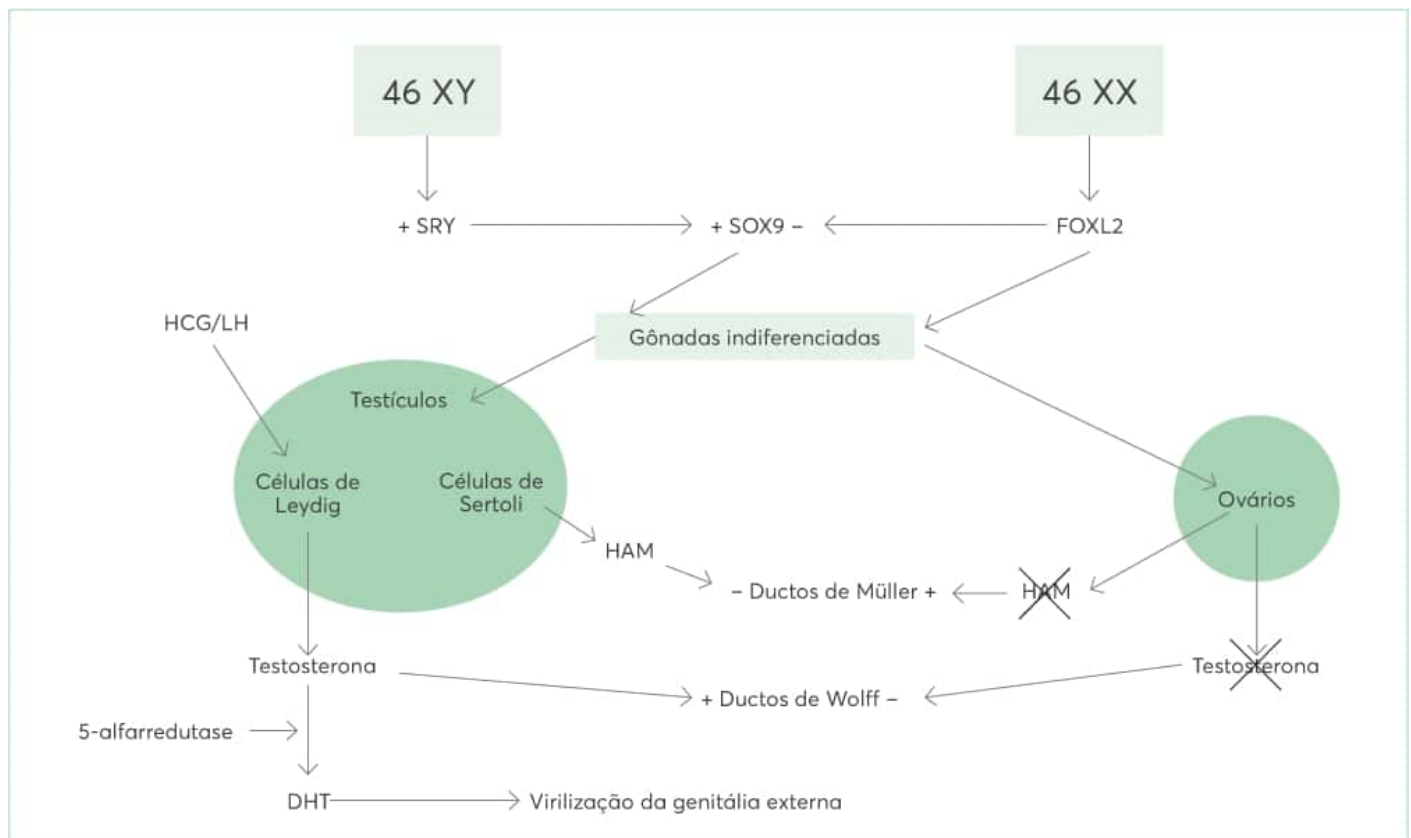 46 XY
46 XX
+ SRY
+ SOX9 –
FOXL2
HCG/LH
Gônadas indiferenciadas
Testículos
Células de
Leydig
Células de
Sertoli
Ovários
HAM
– Ductos de Müller +
HAM
Testosterona
+ Ductos de Wolff –
Testosterona
5-alfarredutase
DHT
Virilização da genitália externa